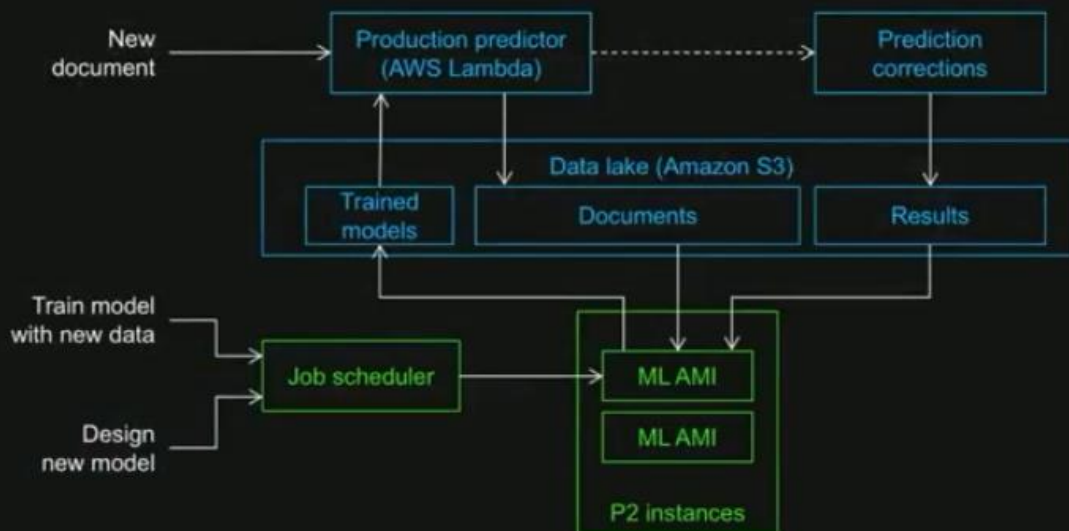 New
document
Production predictor
(AWS Lambda)
Prediction
corrections
Data lake (Amazon S3)
Trained
models
Documents
Results
Train model
with new data
Job scheduler
ML AMI
Design
new model
ML AMI
P2 instances